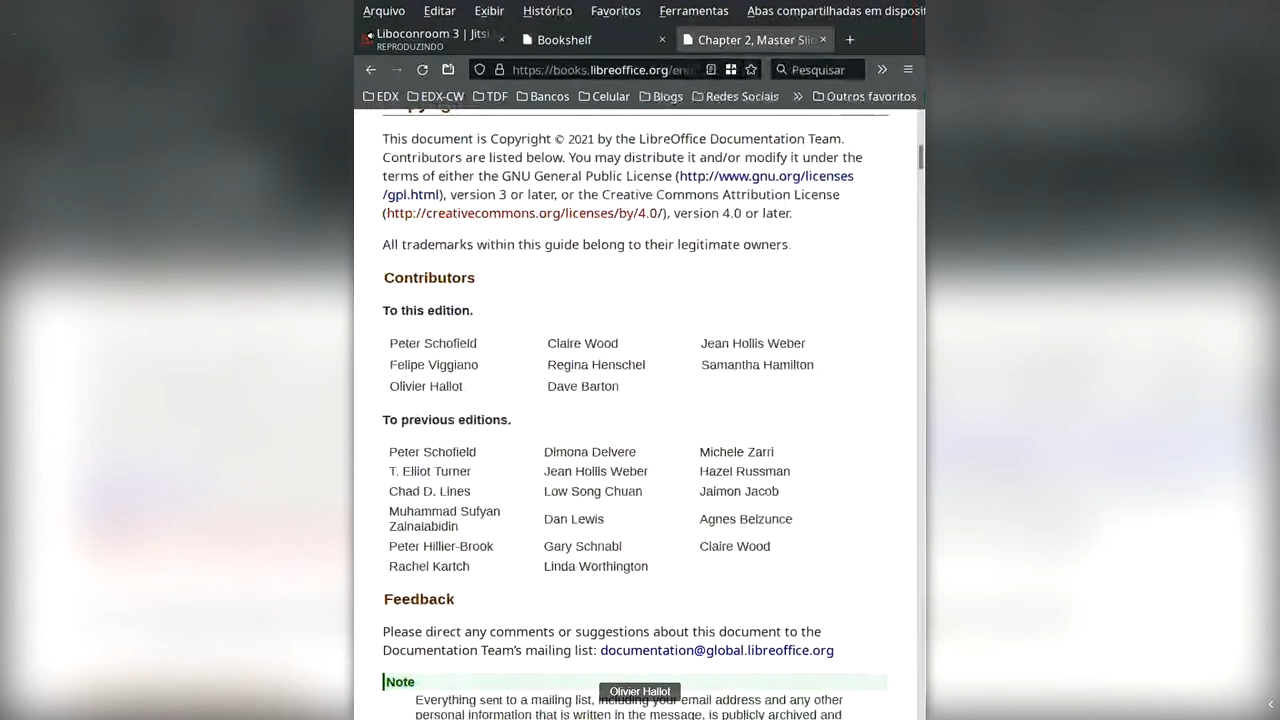 Arquivo Editar Exibir Histórico Favoritos Ferramentas Abas compartilhadas em disposit
Liboconroom 3 | Jitsi
REPRODUZINDO
Bookshelf
Chapter 2, Master Sli
https://books.libreoffice.org/en
Pesquisar
EDX EDX-CW TDF Bancos Celular Blogs Redes Sociais Outros favoritos
This document is Copyright © 2021 by the LibreOffice Documentation Team.
Contributors are listed below. You may distribute it and/or modify it under the
terms of either the GNU General Public License (http://www.gnu.org/licenses
/gpl.html), version 3 or later, or the Creative Commons Attribution License
(http://creativecommons.org/licenses/by/4.0/), version 4.0 or later.
All trademarks within this guide belong to their legitimate owners.
Contributors
To this edition.
Peter Schofield Claire Wood Jean Hollis Weber
Felipe Viggiano Regina Henschel Samantha Hamilton
Olivier Hallot Dave Barton
To previous editions.
Peter Schofield Dimona Delvere Michele Zarri
T. Elliot Turner Jean Hollis Weber Hazel Russman
Chad D. Lines Low Song Chuan Jaimon Jacob
Muhammad Sufyan
Zainalabidin
Dan Lewis Agnes Belzunce
Peter Hillier-Brook Gary Schnabl Claire Wood
Rachel Kartch Linda Worthington
Feedback
Please direct any comments or suggestions about this document to the
Documentation Team's mailing list: documentation@global.libreoffice.org
Note
Olivier Hallot
Everything sent to a mailing list, including your email address and any other
personal information that is written in the message, is publicly archived and